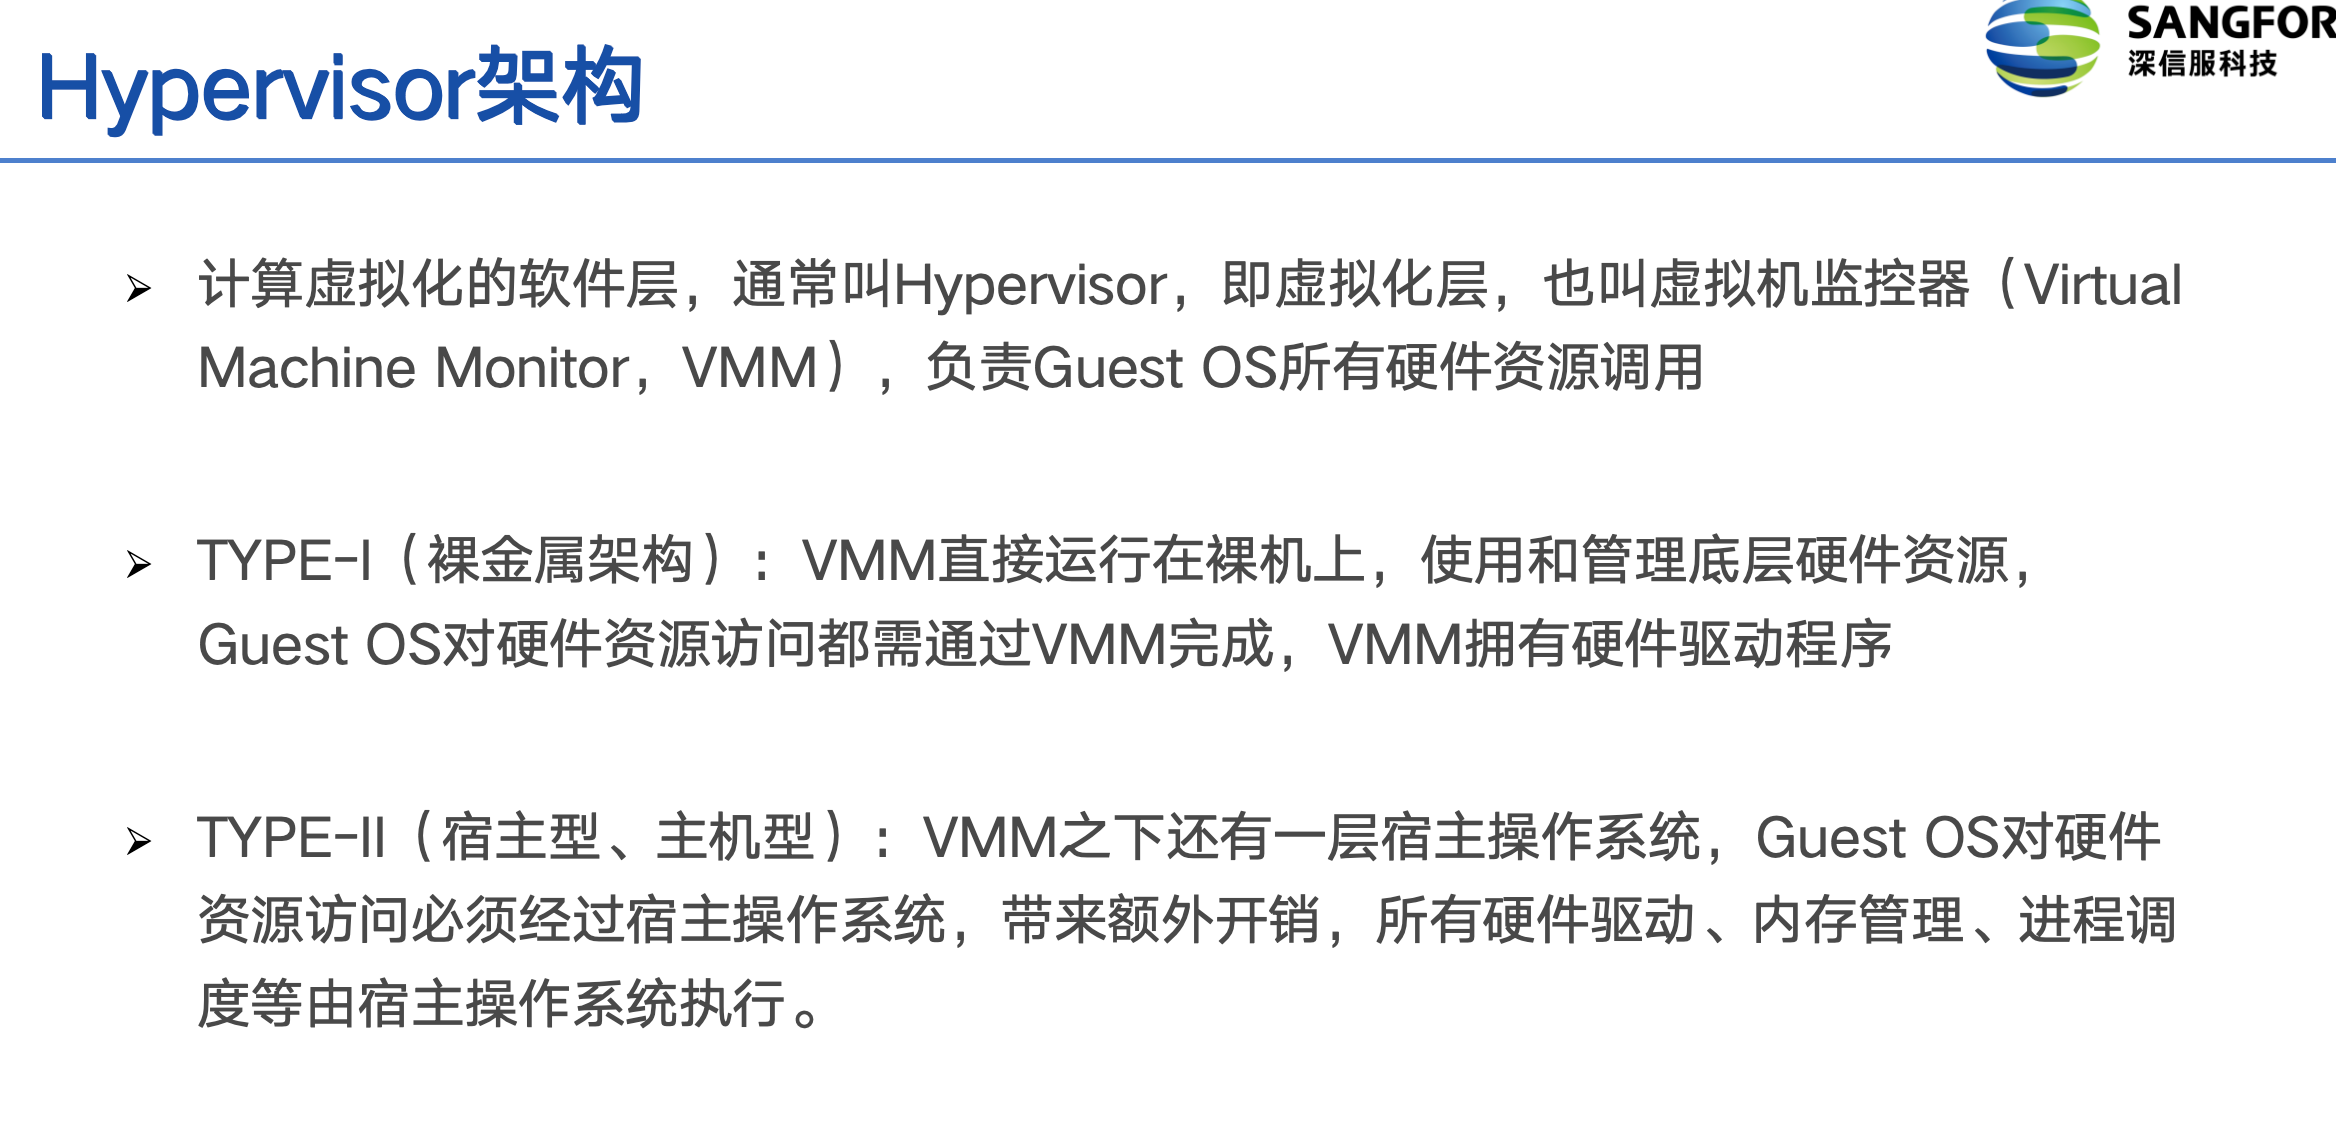 Hypervisor架构
SANGFOR
深信服科技
计算虚拟化的软件层，通常叫Hypervisor，即虚拟化层，也叫虚拟机监控器（Virtual
Machine Monitor，VMM），负责Guest OS所有硬件资源调用
TYPE-I（裸金属架构）：VMM直接运行在裸机上，使用和管理底层硬件资源，
Guest OS对硬件资源访问都需通过VMM完成，VMM拥有硬件驱动程序
TYPE-II（宿主型、主机型）：VMM之下还有一层宿主操作系统，Guest OS对硬件
资源访问必须经过宿主操作系统，带来额外开销，所有硬件驱动、内存管理、进程调
度等由宿主操作系统执行。